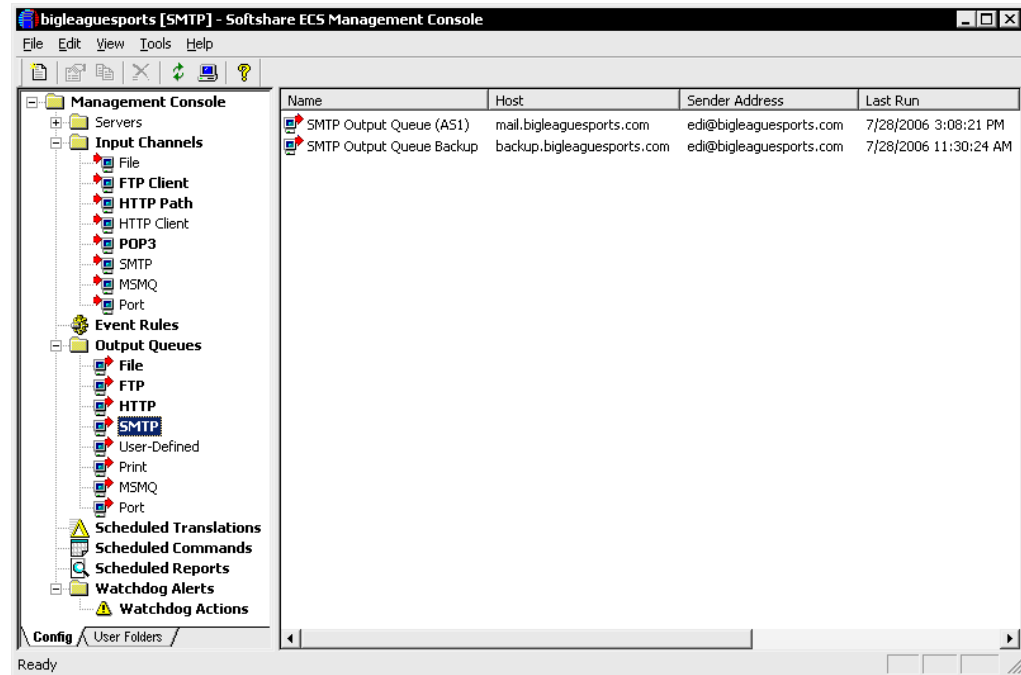 bigleaguesports [SMTP] - Softshare ECS Management Console
File Edit View Tools Help
Management Console
Servers
Input Channels
File
FTP Client
HTTP Path
HTTP Client
POP3
SMTP
MSMQ
Port
Event Rules
Output Queues
File
FTP
HTTP
SMTP
User-Defined
Print
MSMQ
Port
Scheduled Translations
Scheduled Commands
Scheduled Reports
Watchdog Alerts
Watchdog Actions
Config User Folders
Name Host Sender Address Last Run
SMTP Output Queue (AS1) mail.bigleaguesports.com edi@bigleaguesports.com 7/28/2006 3:08:21 PM
SMTP Output Queue Backup backup.bigleaguesports.com edi@bigleaguesports.com 7/28/2006 11:30:24 AM
Ready